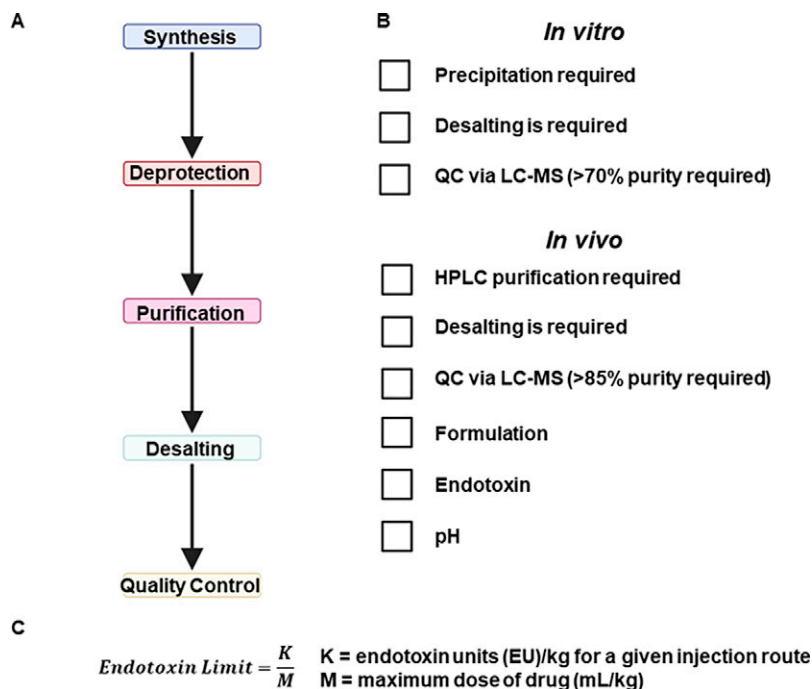 A
Synthesis
Deprotection
Purification
Desalting
Quality Control
B
In vitro
Precipitation required
Desalting is required
QC via LC-MS (>70% purity required)
In vivo
HPLC purification required
Desalting is required
QC via LC-MS (>85% purity required)
Formulation
Endotoxin
pH
C
Endotoxin Limit = K/M
K = endotoxin units (EU)/kg for a given injection route
M = maximum dose of drug (mL/kg)